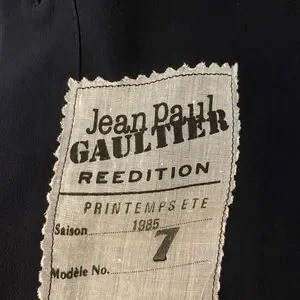 Jean Paul
GAULTIER
REEDITION
PRINTEMPS ETE
Saison 1985
Modèle No. 7